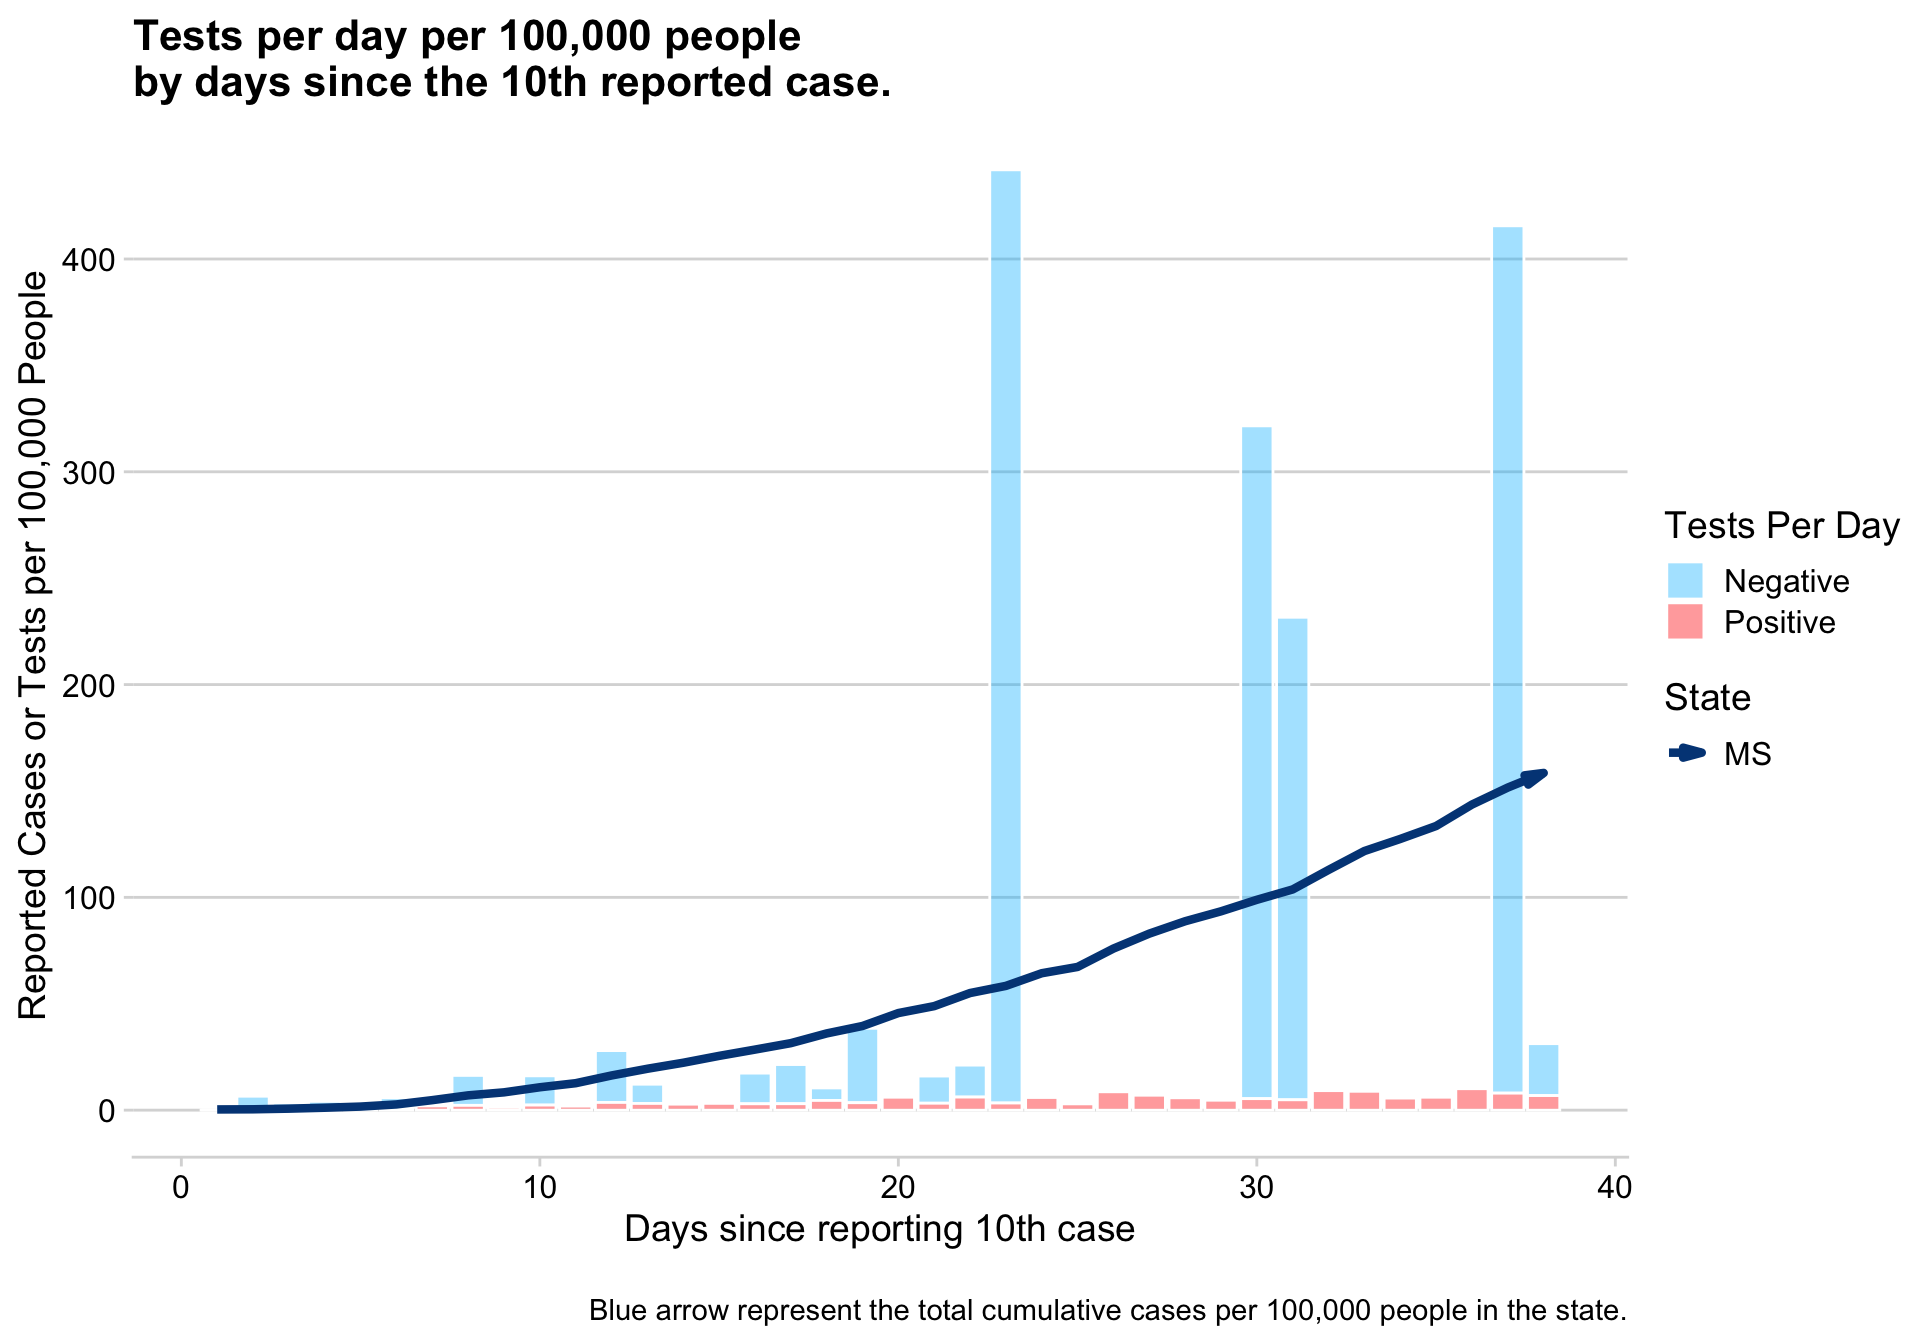 Tests per day per 100,000 people
by days since the 10th reported case.
Reported Cases or Tests per 100,000 People
400
300
200
100
0
0
10
20
30
40
Days since reporting 10th case
Tests Per Day
Negative
Positive
State
MS
Blue arrow represent the total cumulative cases per 100,000 people in the state.